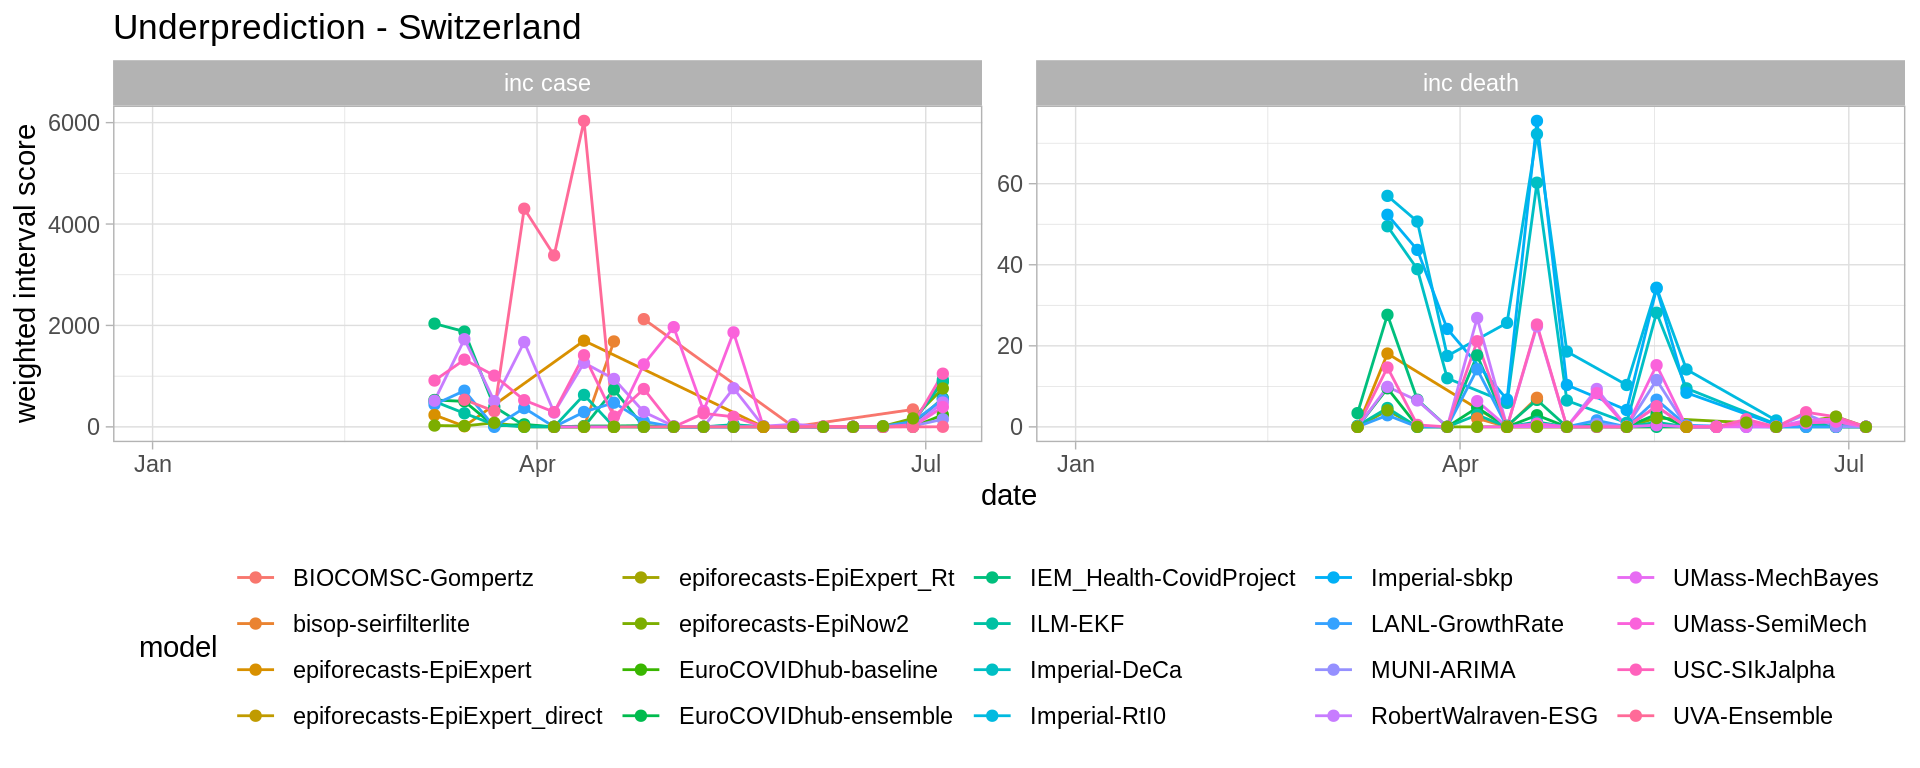 Underprediction - Switzerland
inc case
inc death
weighted interval score
6000
4000
2000
0
60
40
20
0
Jan
Apr
Jul
Jan
Apr
Jul
date
model
BIOCOMSC-Gompertz
bisop-seirfilterlite
epiforecasts-EpiExpert
epiforecasts-EpiExpert_direct
epiforecasts-EpiExpert_Rt
epiforecasts-EpiNow2
EuroCOVIDhub-baseline
EuroCOVIDhub-ensemble
IEM_Health-CovidProject
ILM-EKF
Imperial-DeCa
Imperial-RtI0
Imperial-sbkp
LANL-GrowthRate
MUNI-ARIMA
RobertWalraven-ESG
UMass-MechBayes
UMass-SemiMech
USC-SIkJalpha
UVA-Ensemble